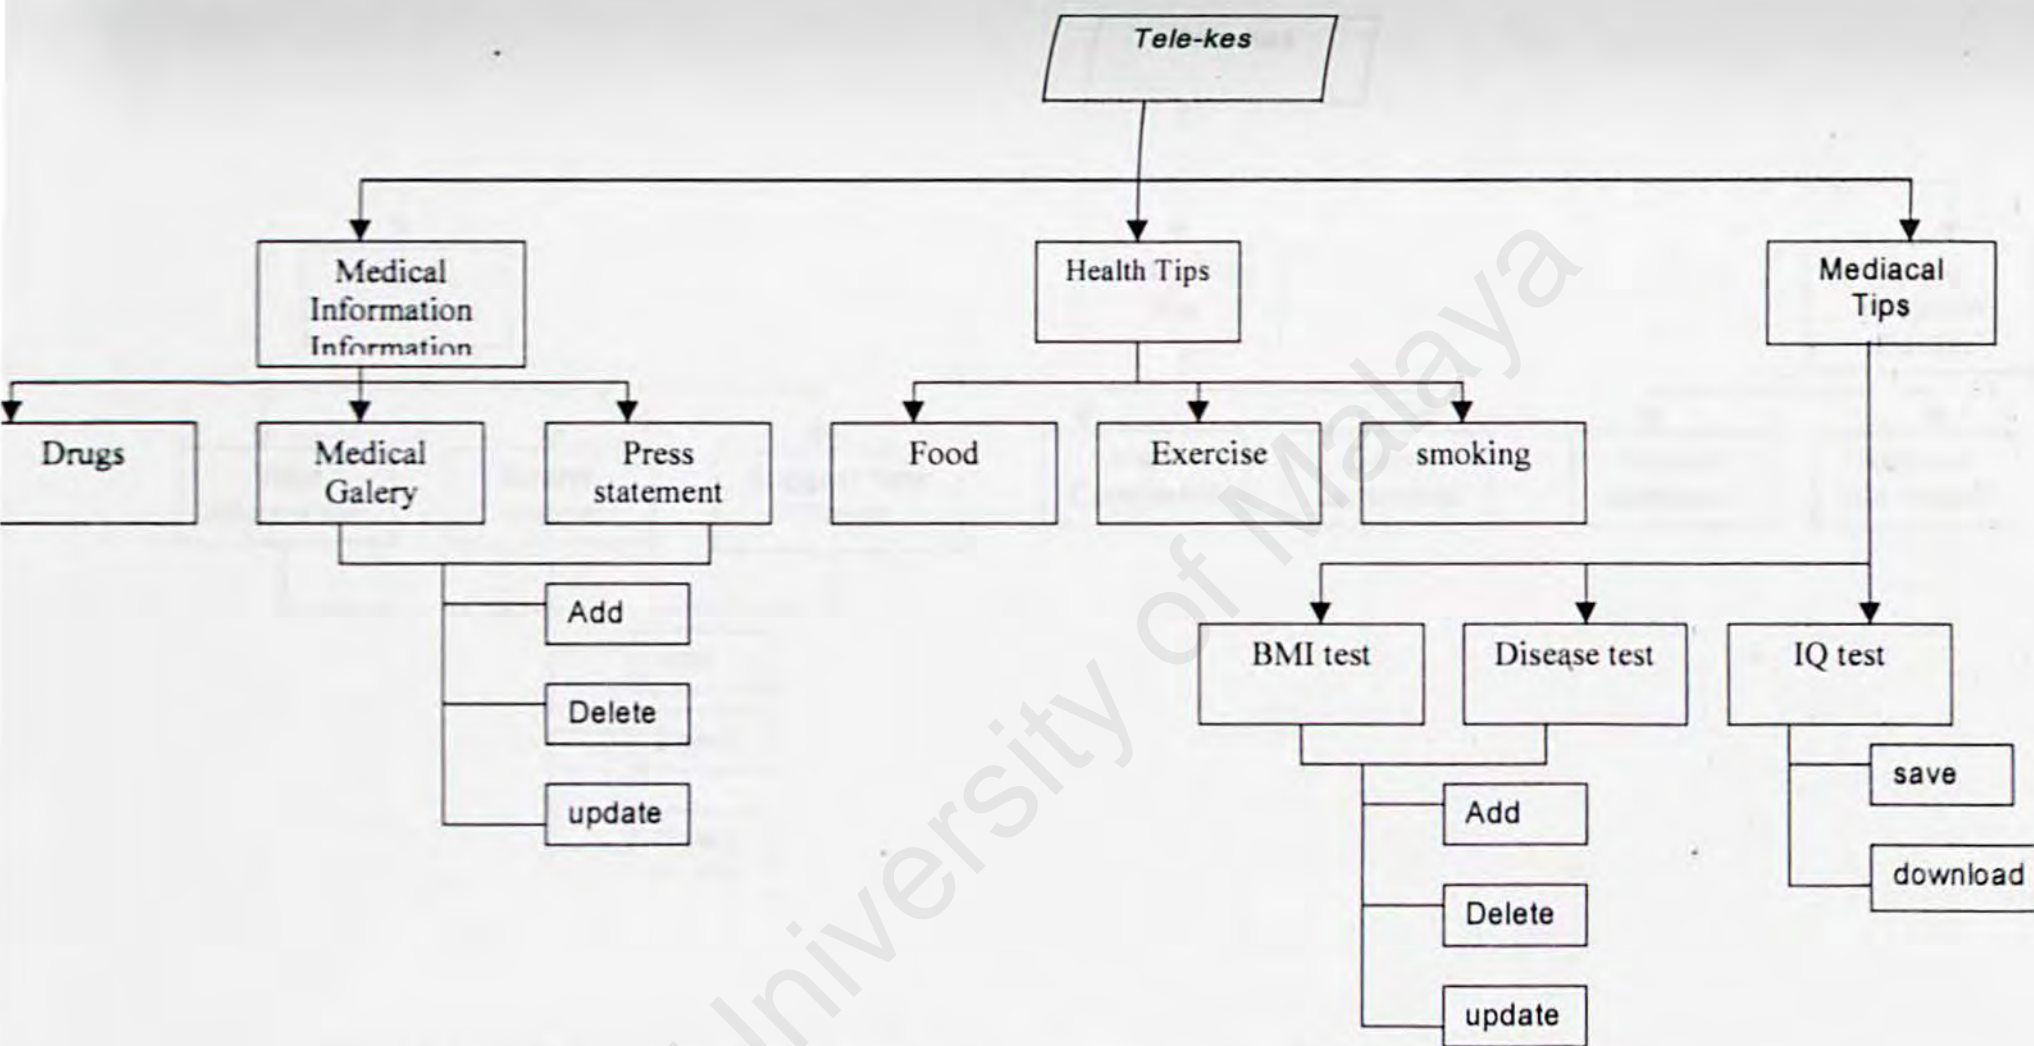 Tele-kes
Medical
Information
Information
Health Tips
Mediacal
Tips
Drugs
Medical
Galery
Press
statement
Food
Exercise
smoking
Add
Delete
update
BMI test
Disease test
IQ test
Add
Delete
update
save
download
University of Malaya